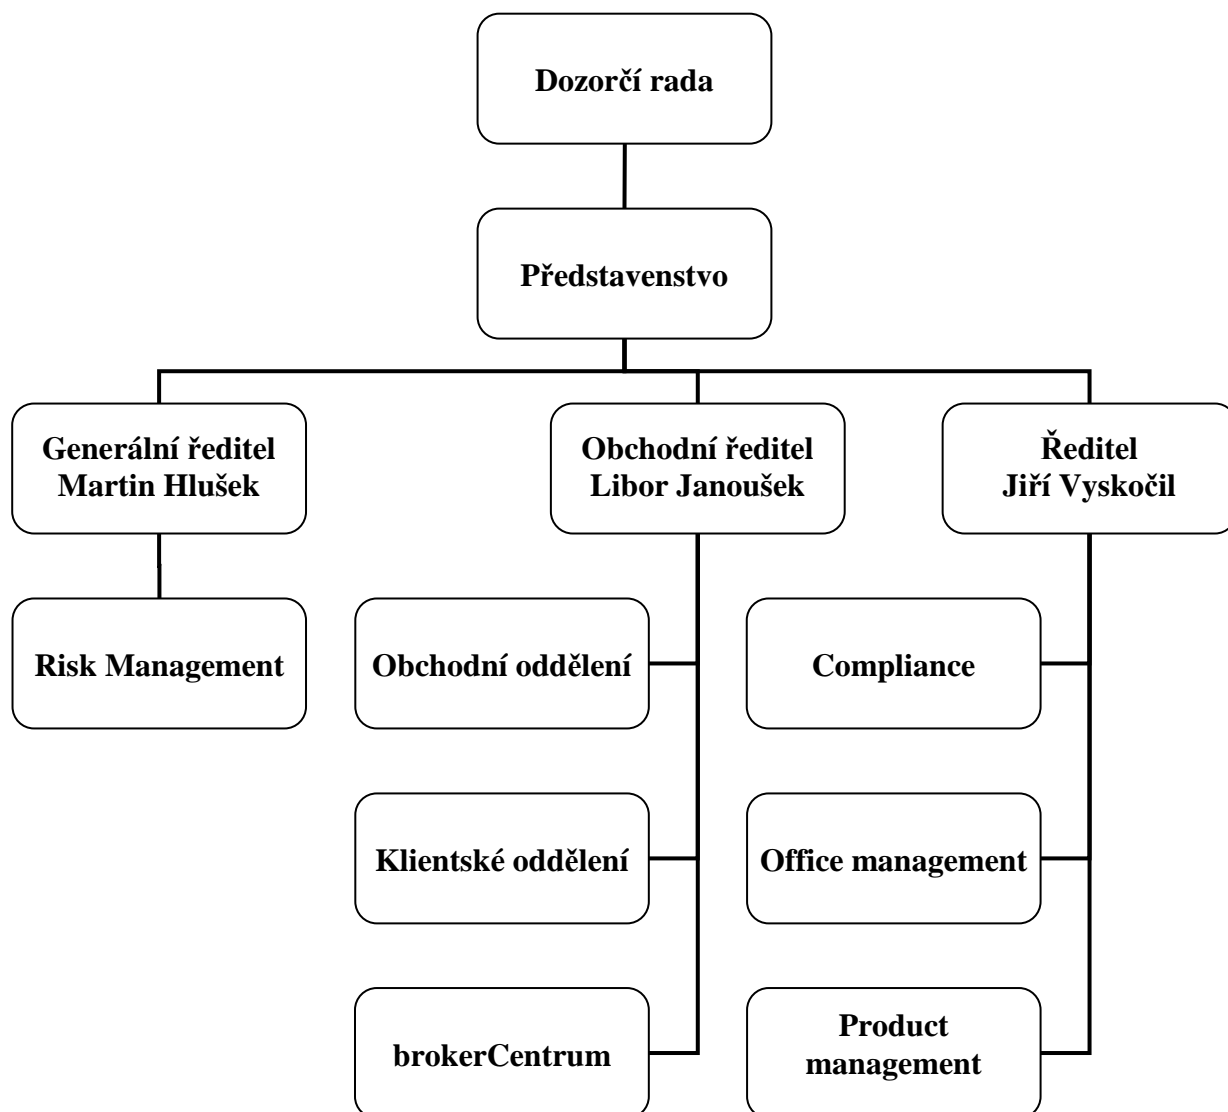 Dozorčí rada
Představenstvo
Generální ředitel
Martin Hlušek
Obchodní ředitel
Libor Janoušek
Ředitel
Jiří Vyskočil
Risk Management
Obchodní oddělení
Compliance
Klientské oddělení
Office management
brokerCentrum
Product
management